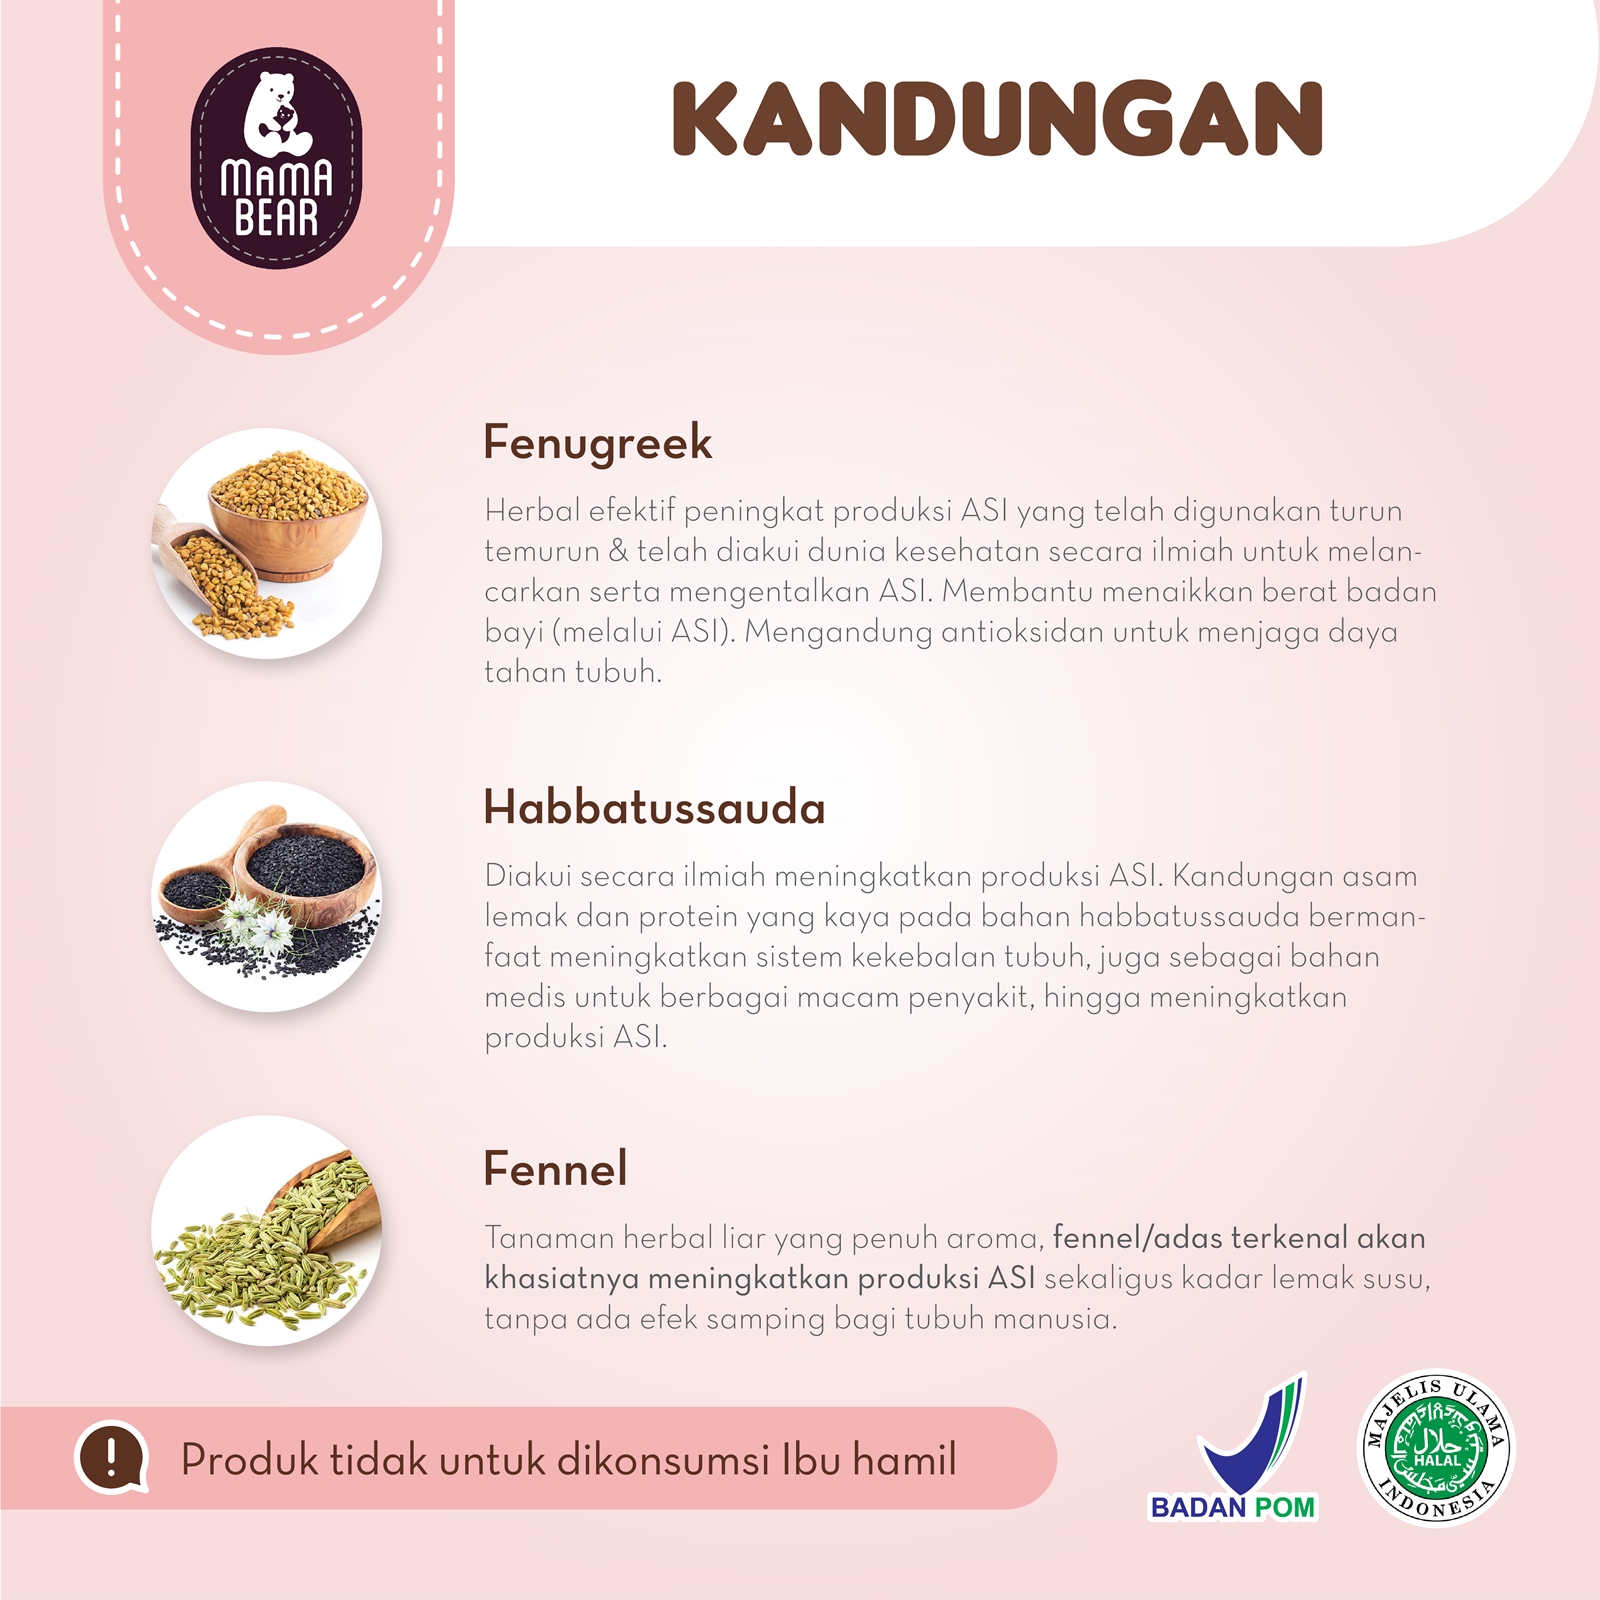 MAMA
BEAR
KANDUNGAN
Fenugreek
Herbal efektif peningkat produksi ASI yang telah digunakan turun
temurun & telah diakui dunia kesehatan secara ilmiah untuk melan-
carkan serta mengentalkan ASI. Membantu menaikkan berat badan
bayi (melalui ASI). Mengandung antioksidan untuk menjaga daya
tahan tubuh.
Habbatussauda
Diakui secara ilmiah meningkatkan produksi ASI. Kandungan asam
lemak dan protein yang kaya pada bahan habbatussauda berman-
faat meningkatkan sistem kekebalan tubuh, juga sebagai bahan
medis untuk berbagai macam penyakit, hingga meningkatkan
produksi ASI.
Fennel
Tanaman herbal liar yang penuh aroma, fennel/adas terkenal akan
khasiatnya meningkatkan produksi ASI sekaligus kadar lemak susu,
tanpa ada efek samping bagi tubuh manusia.
! Produk tidak untuk dikonsumsi Ibu hamil
BADAN POM
MAJELIS ULAMA
حلال
HALAL
INDONESIA